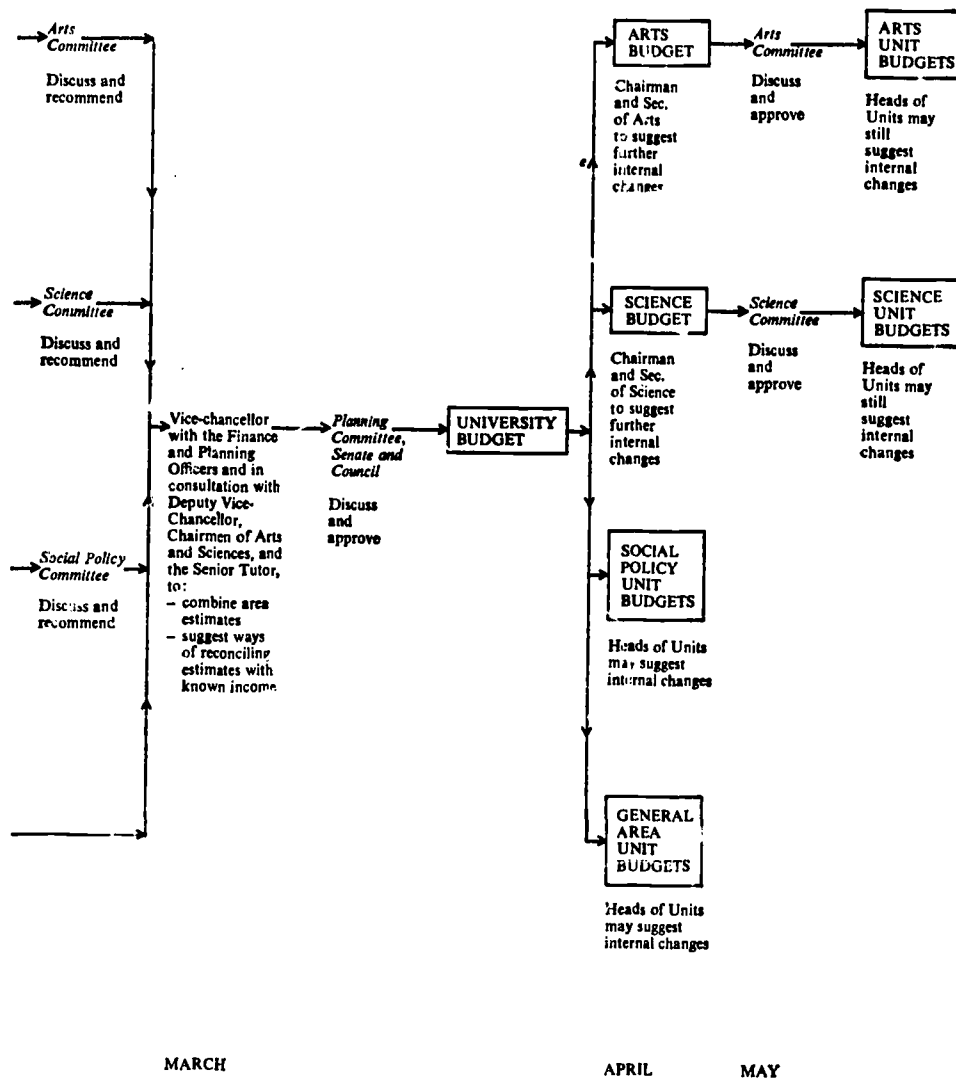 Arts
Committee
Discuss and
recommend
Science
Committee
Discuss and
recommend
Social Policy
Committee
Discuss and
recommend
Vice-chancellor
with the Finance
and Planning
Officers and in
consultation with
Deputy Vice-
Chancellor,
Chairmen of Arts
and Sciences, and
the Senior Tutor,
to:
– combine area
estimates
– suggest ways
of reconciling
estimates with
known income
Planning
Committee,
Senate and
Council
Discuss
and
approve
UNIVERSITY
BUDGET
ARTS
BUDGET
Chairman
and Sec.
of Arts
to suggest
further
internal
changes
Arts
Committee
Discuss
and
approve
ARTS
UNIT
BUDGETS
Heads of
Units may
still
suggest
internal
changes
SCIENCE
BUDGET
Chairman
and Sec.
of Science
to suggest
further
internal
changes
Science
Committee
Discuss
and
approve
SCIENCE
UNIT
BUDGETS
Heads of
Units may
still
suggest
internal
changes
SOCIAL
POLICY
UNIT
BUDGETS
Heads of Units
may suggest
internal changes
GENERAL
AREA
UNIT
BUDGETS
Heads of Units
may suggest
internal changes
MARCH
APRIL
MAY